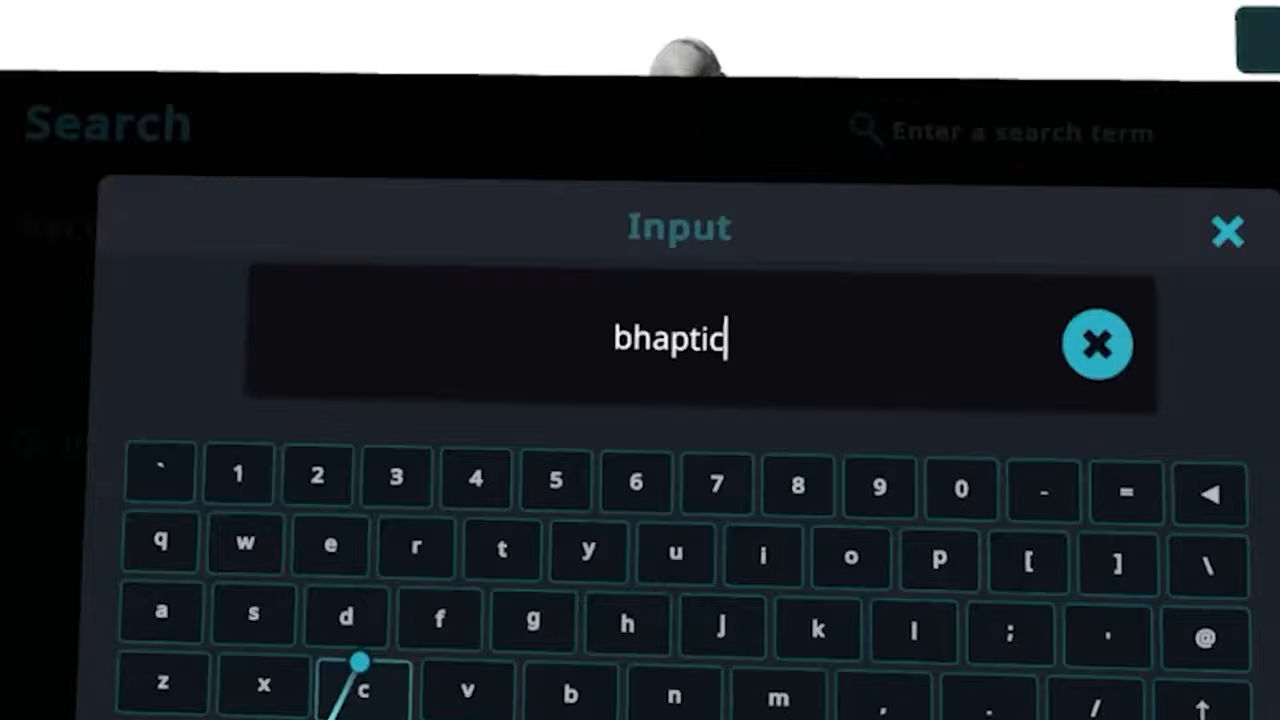 Search
Enter a search term
Input
bhaptic
` 1 2 3 4 5 6 7 8 9 0 - = ◀
q w e r t y u i o p [ ] \
a s d f g h j k l ; ' @
z x c v b n m , . / ↑